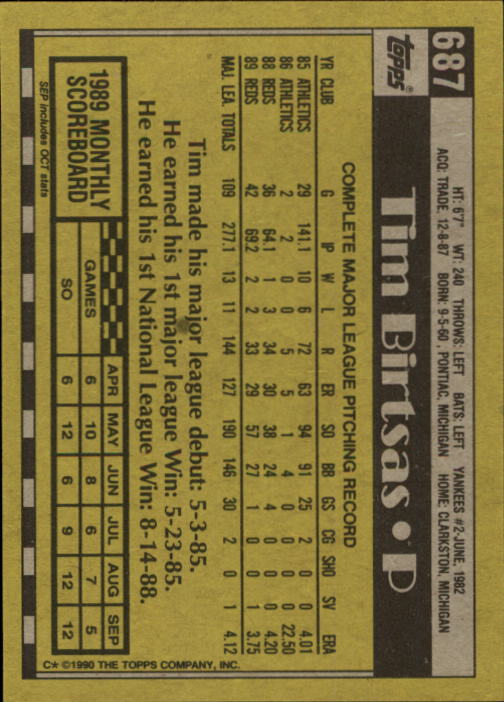 687
Topps®
HT: 6'7" WT: 240 THROWS: LEFT BATS: LEFT YANKEES #2-JUNE, 1982
ACQ: TRADE, 12-8-87 BORN: 9-5-60, PONTIAC, MICHIGAN HOME: CLARKSTON, MICHIGAN
Tim Birtsas • P
COMPLETE MAJOR LEAGUE PITCHING RECORD
YR CLUB G IP W L R ER SO BB GS CG SHO SV ERA
85 ATHLETICS 29 141.1 10 6 72 63 94 91 25 2 0 0 4.01
86 ATHLETICS 2 2 0 0 5 5 1 4 0 0 0 0 22.50
88 REDS 36 64.1 1 3 34 30 38 24 4 0 0 0 4.20
89 REDS 42 69.2 2 2 33 29 57 27 1 0 0 1 3.75
MAJ. LEA. TOTALS 109 277.1 13 11 144 127 190 146 30 2 0 1 4.12
Tim made his major league debut: 5-3-85.
He earned his 1st major league Win: 5-23-85.
He earned his 1st National League Win: 8-14-88.
1989 MONTHLY
SCOREBOARD
SEP includes OCT stats
APR MAY JUN JUL AUG SEP
GAMES 6 10 8 6 7 5
SO 6 12 6 9 12 12
C* ©1990 THE TOPPS COMPANY, INC.